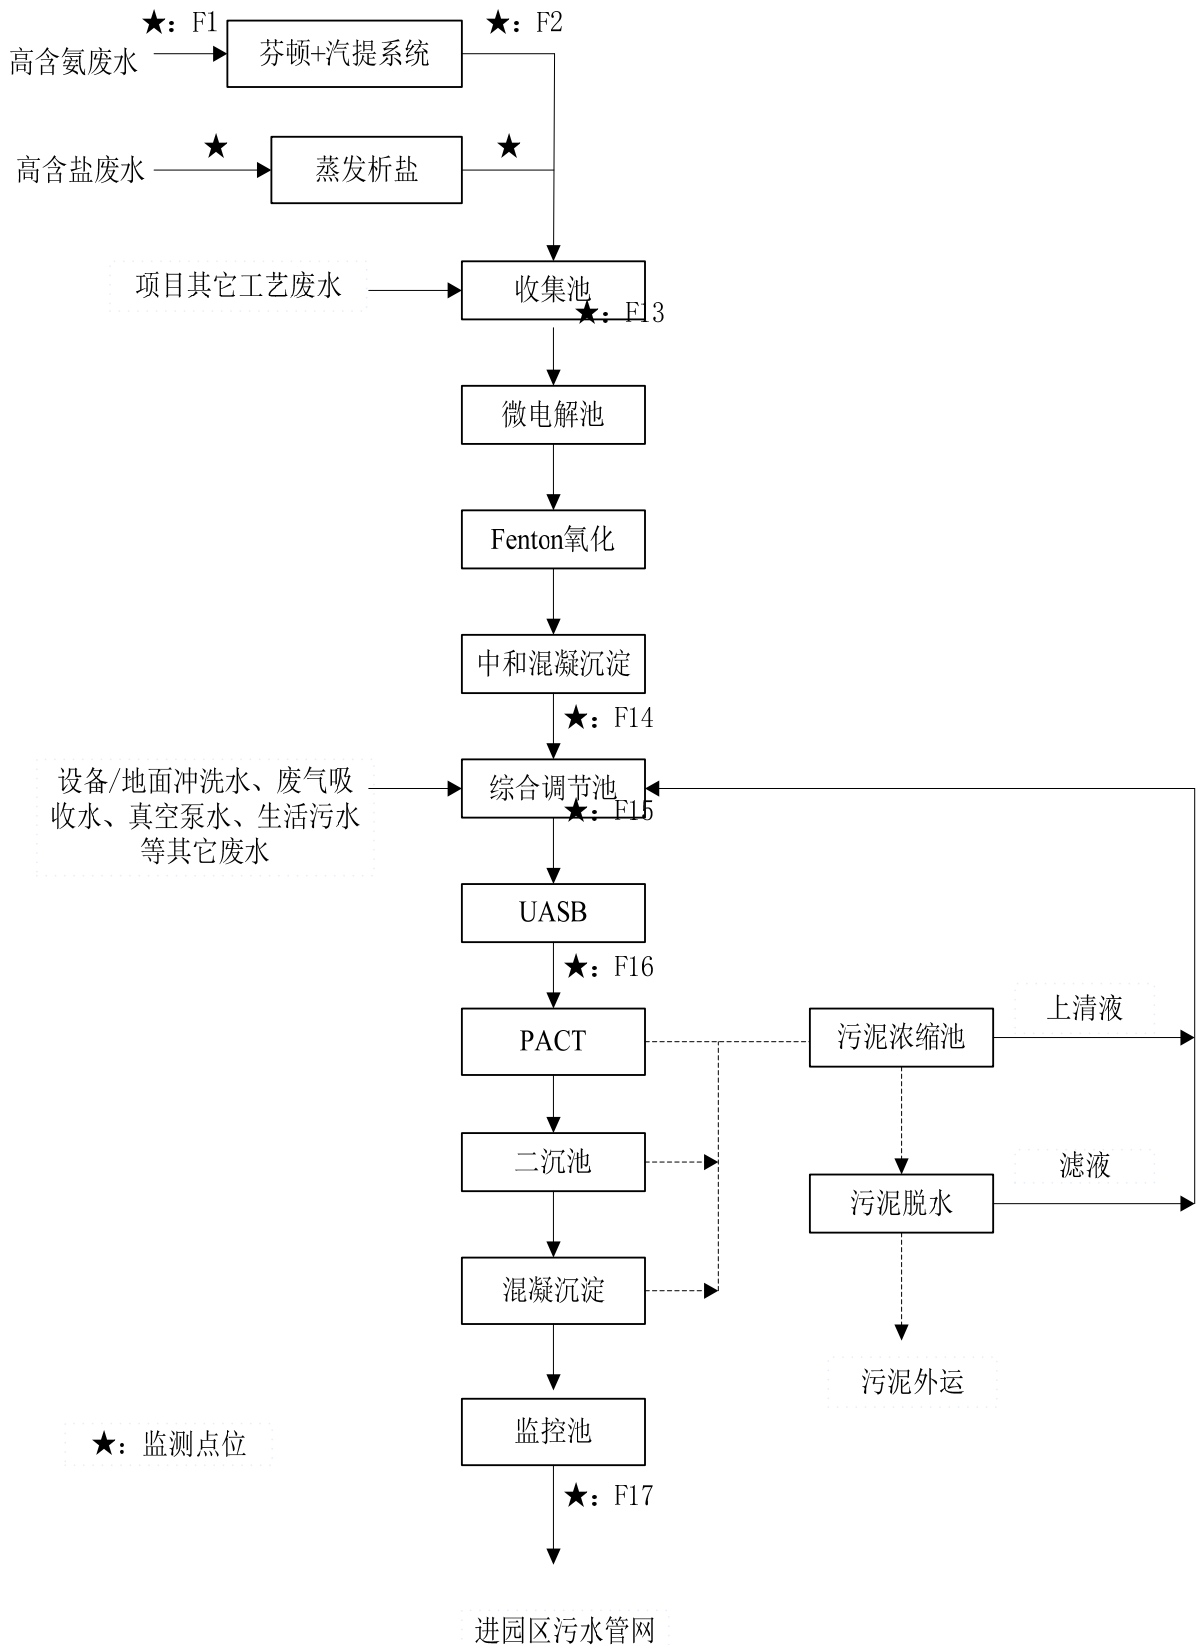 ★：F1
★：F2
高含氨废水
芬顿+汽提系统
★
★
高含盐废水
蒸发析盐
项目其它工艺废水
收集池
★：F13
微电解池
Fenton氧化
中和混凝沉淀
★：F14
设备/地面冲洗水、废气吸
收水、真空泵水、生活污水
等其它废水
综合调节池
★：F15
UASB
★：F16
PACT
污泥浓缩池
上清液
二沉池
污泥脱水
滤液
混凝沉淀
污泥外运
监控池
★：监测点位
★：F17
进园区污水管网